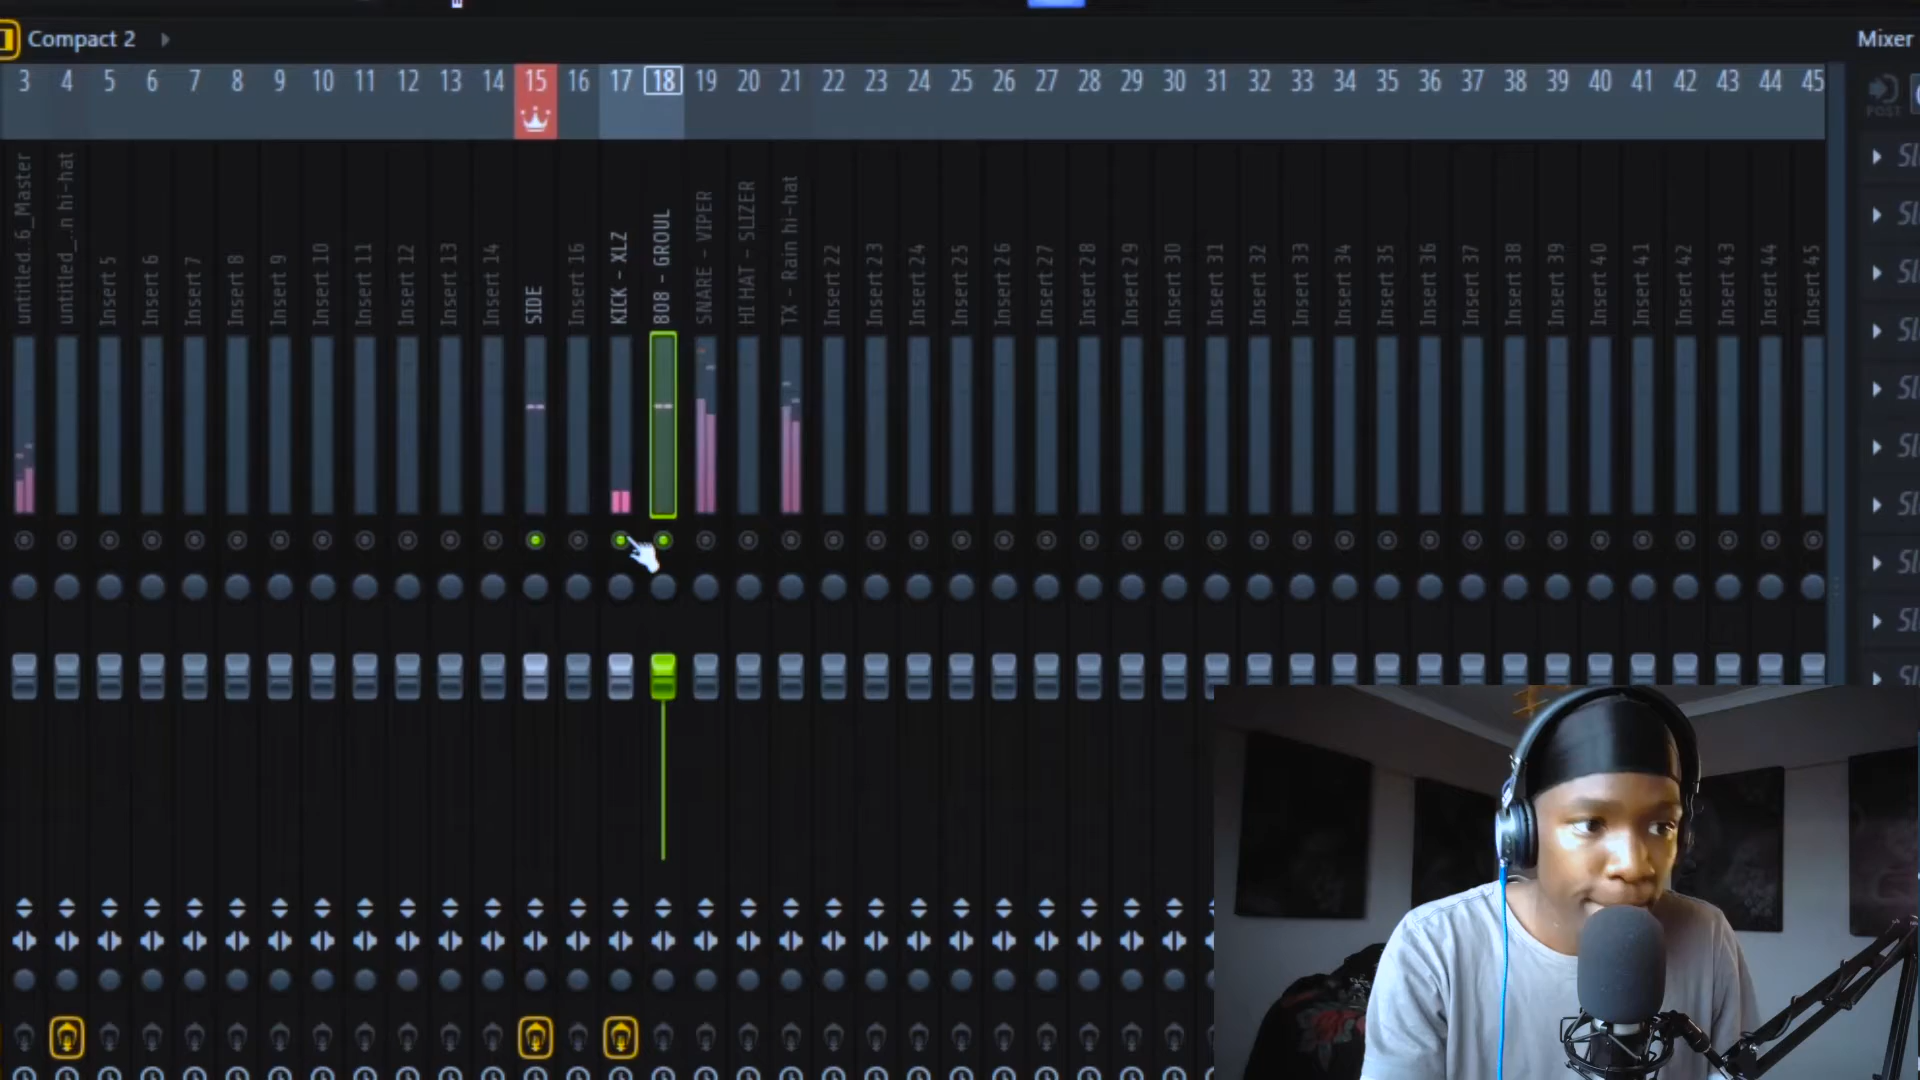 Compact 2
Mixer
3 4 5 6 7 8 9 10 11 12 13 14 15 16 17 18 19 20 21 22 23 24 25 26 27 28 29 30 31 32 33 34 35 36 37 38 39 40 41 42 43 44 45
POST
untitled..6_Master
untitled_..n hi-hat
Insert 5
Insert 6
Insert 7
Insert 8
Insert 9
Insert 10
Insert 11
Insert 12
Insert 13
Insert 14
SIDE
Insert 16
KICK - XLZ
808 - GROUL
SNARE - VIPER
HI HAT - SLIZER
TX - Rain hi-hat
Insert 22
Insert 23
Insert 24
Insert 25
Insert 26
Insert 27
Insert 28
Insert 29
Insert 30
Insert 31
Insert 32
Insert 33
Insert 34
Insert 35
Insert 36
Insert 37
Insert 38
Insert 39
Insert 40
Insert 41
Insert 42
Insert 43
Insert 44
Insert 45